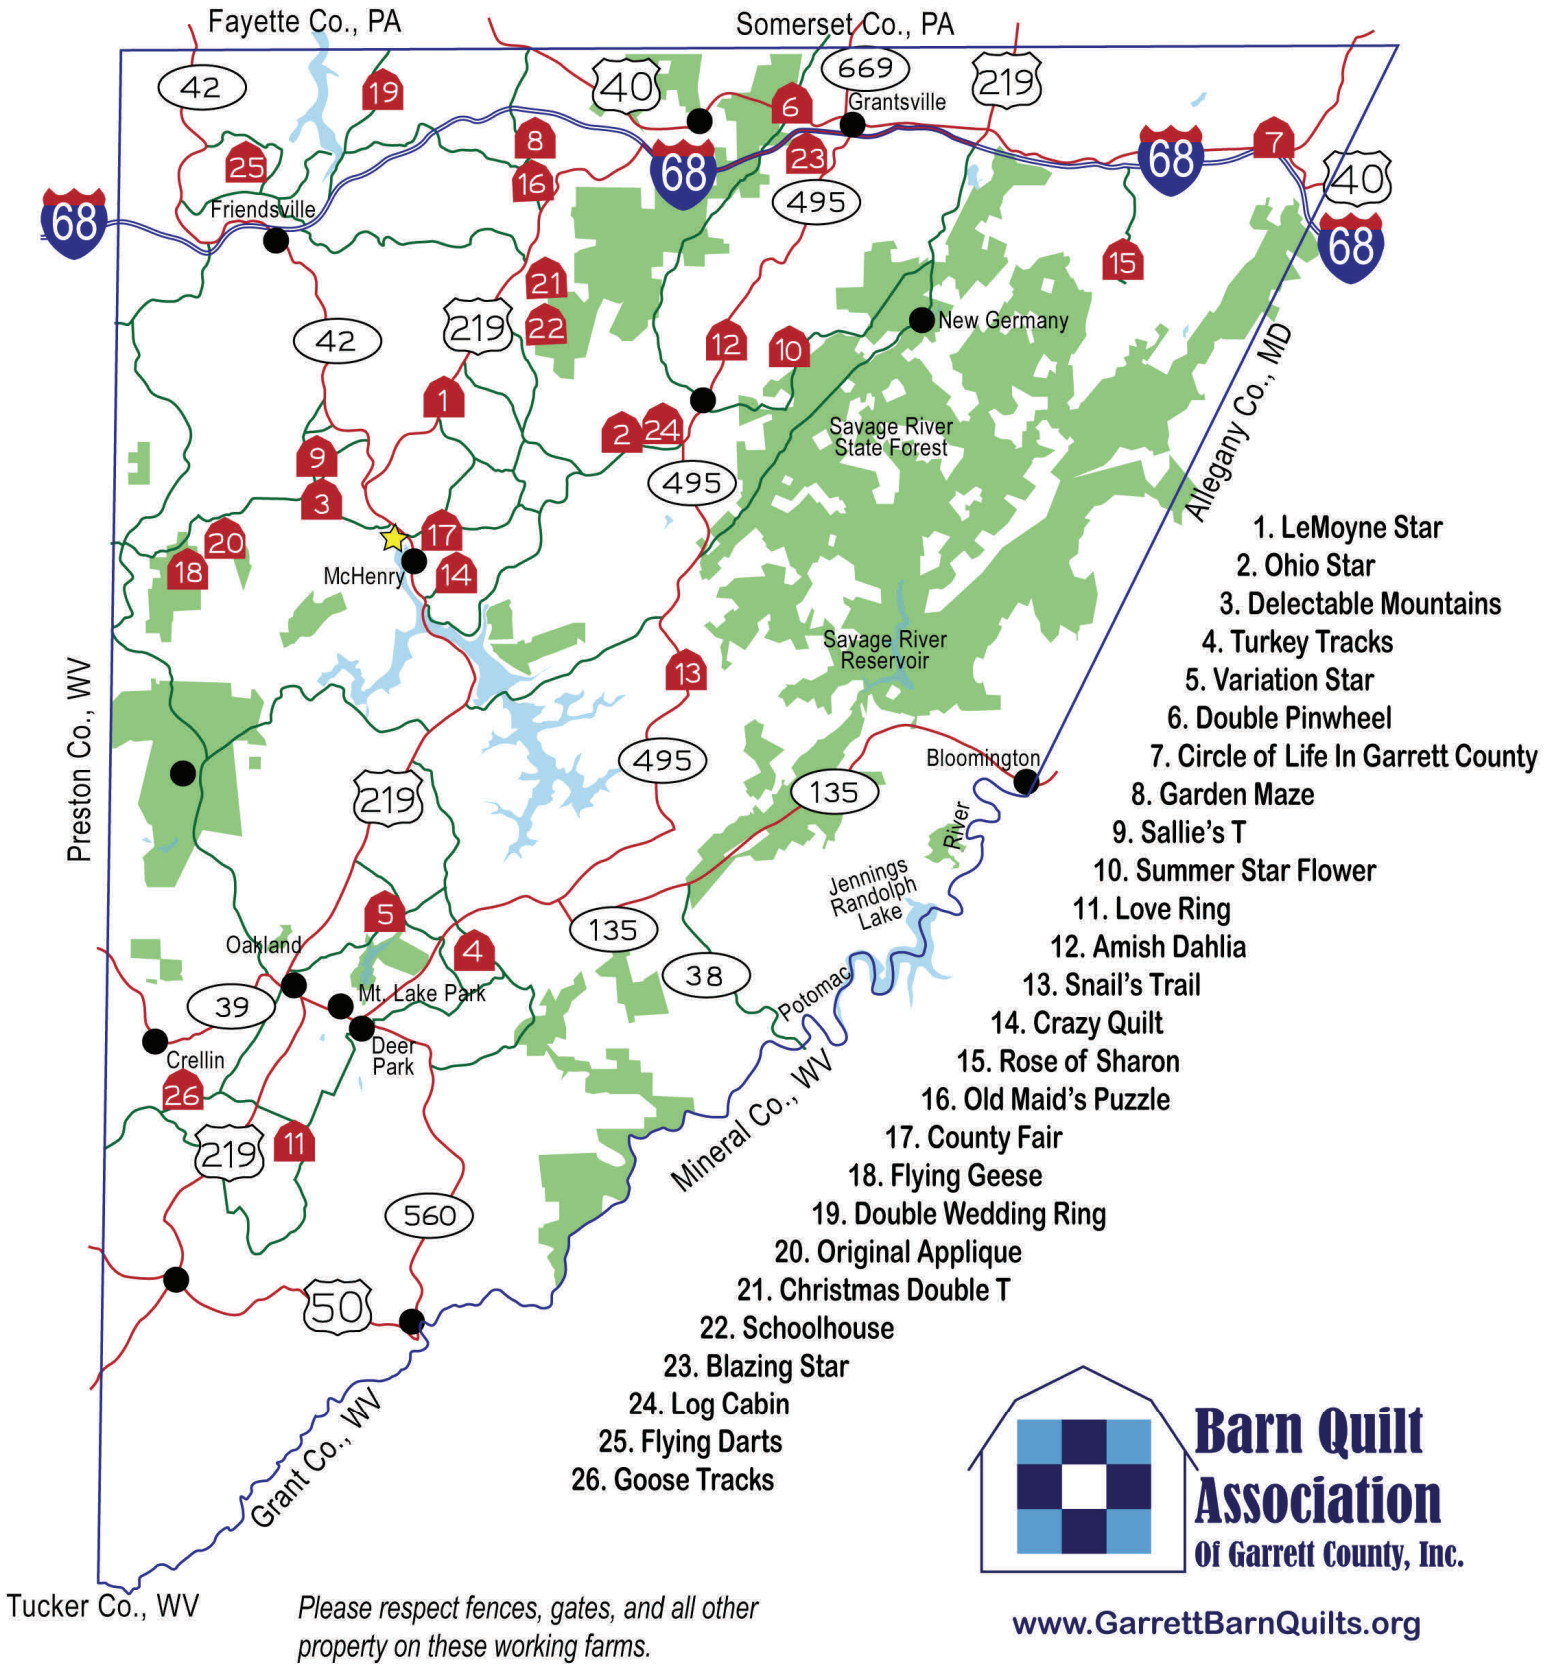 Fayette Co., PA
Somerset Co., PA
42
19
40
669
219
6
Grantsville
8
7
25
68
23
68
40
16
495
Friendsville
68
68
15
21
219
22
New Germany
42
12
10
1
Allegany Co., MD
2
24
Savage River
State Forest
9
495
3
20
17
18
McHenry
14
Savage River
Reservoir
13
Preston Co., WV
495
219
135
Bloomington
River
Jennings
Randolph
Lake
5
135
4
Oakland
38
39
Mt. Lake Park
Potomac
Crellin
Deer
Park
26
11
219
Mineral Co., WV
560
50
Grant Co., WV
Tucker Co., WV
1. LeMoyne Star
2. Ohio Star
3. Delectable Mountains
4. Turkey Tracks
5. Variation Star
6. Double Pinwheel
7. Circle of Life In Garrett County
8. Garden Maze
9. Sallie’s T
10. Summer Star Flower
11. Love Ring
12. Amish Dahlia
13. Snail’s Trail
14. Crazy Quilt
15. Rose of Sharon
16. Old Maid’s Puzzle
17. County Fair
18. Flying Geese
19. Double Wedding Ring
20. Original Applique
21. Christmas Double T
22. Schoolhouse
23. Blazing Star
24. Log Cabin
25. Flying Darts
26. Goose Tracks
Barn Quilt
Association
Of Garrett County, Inc.
www.GarrettBarnQuilts.org
Please respect fences, gates, and all other
property on these working farms.